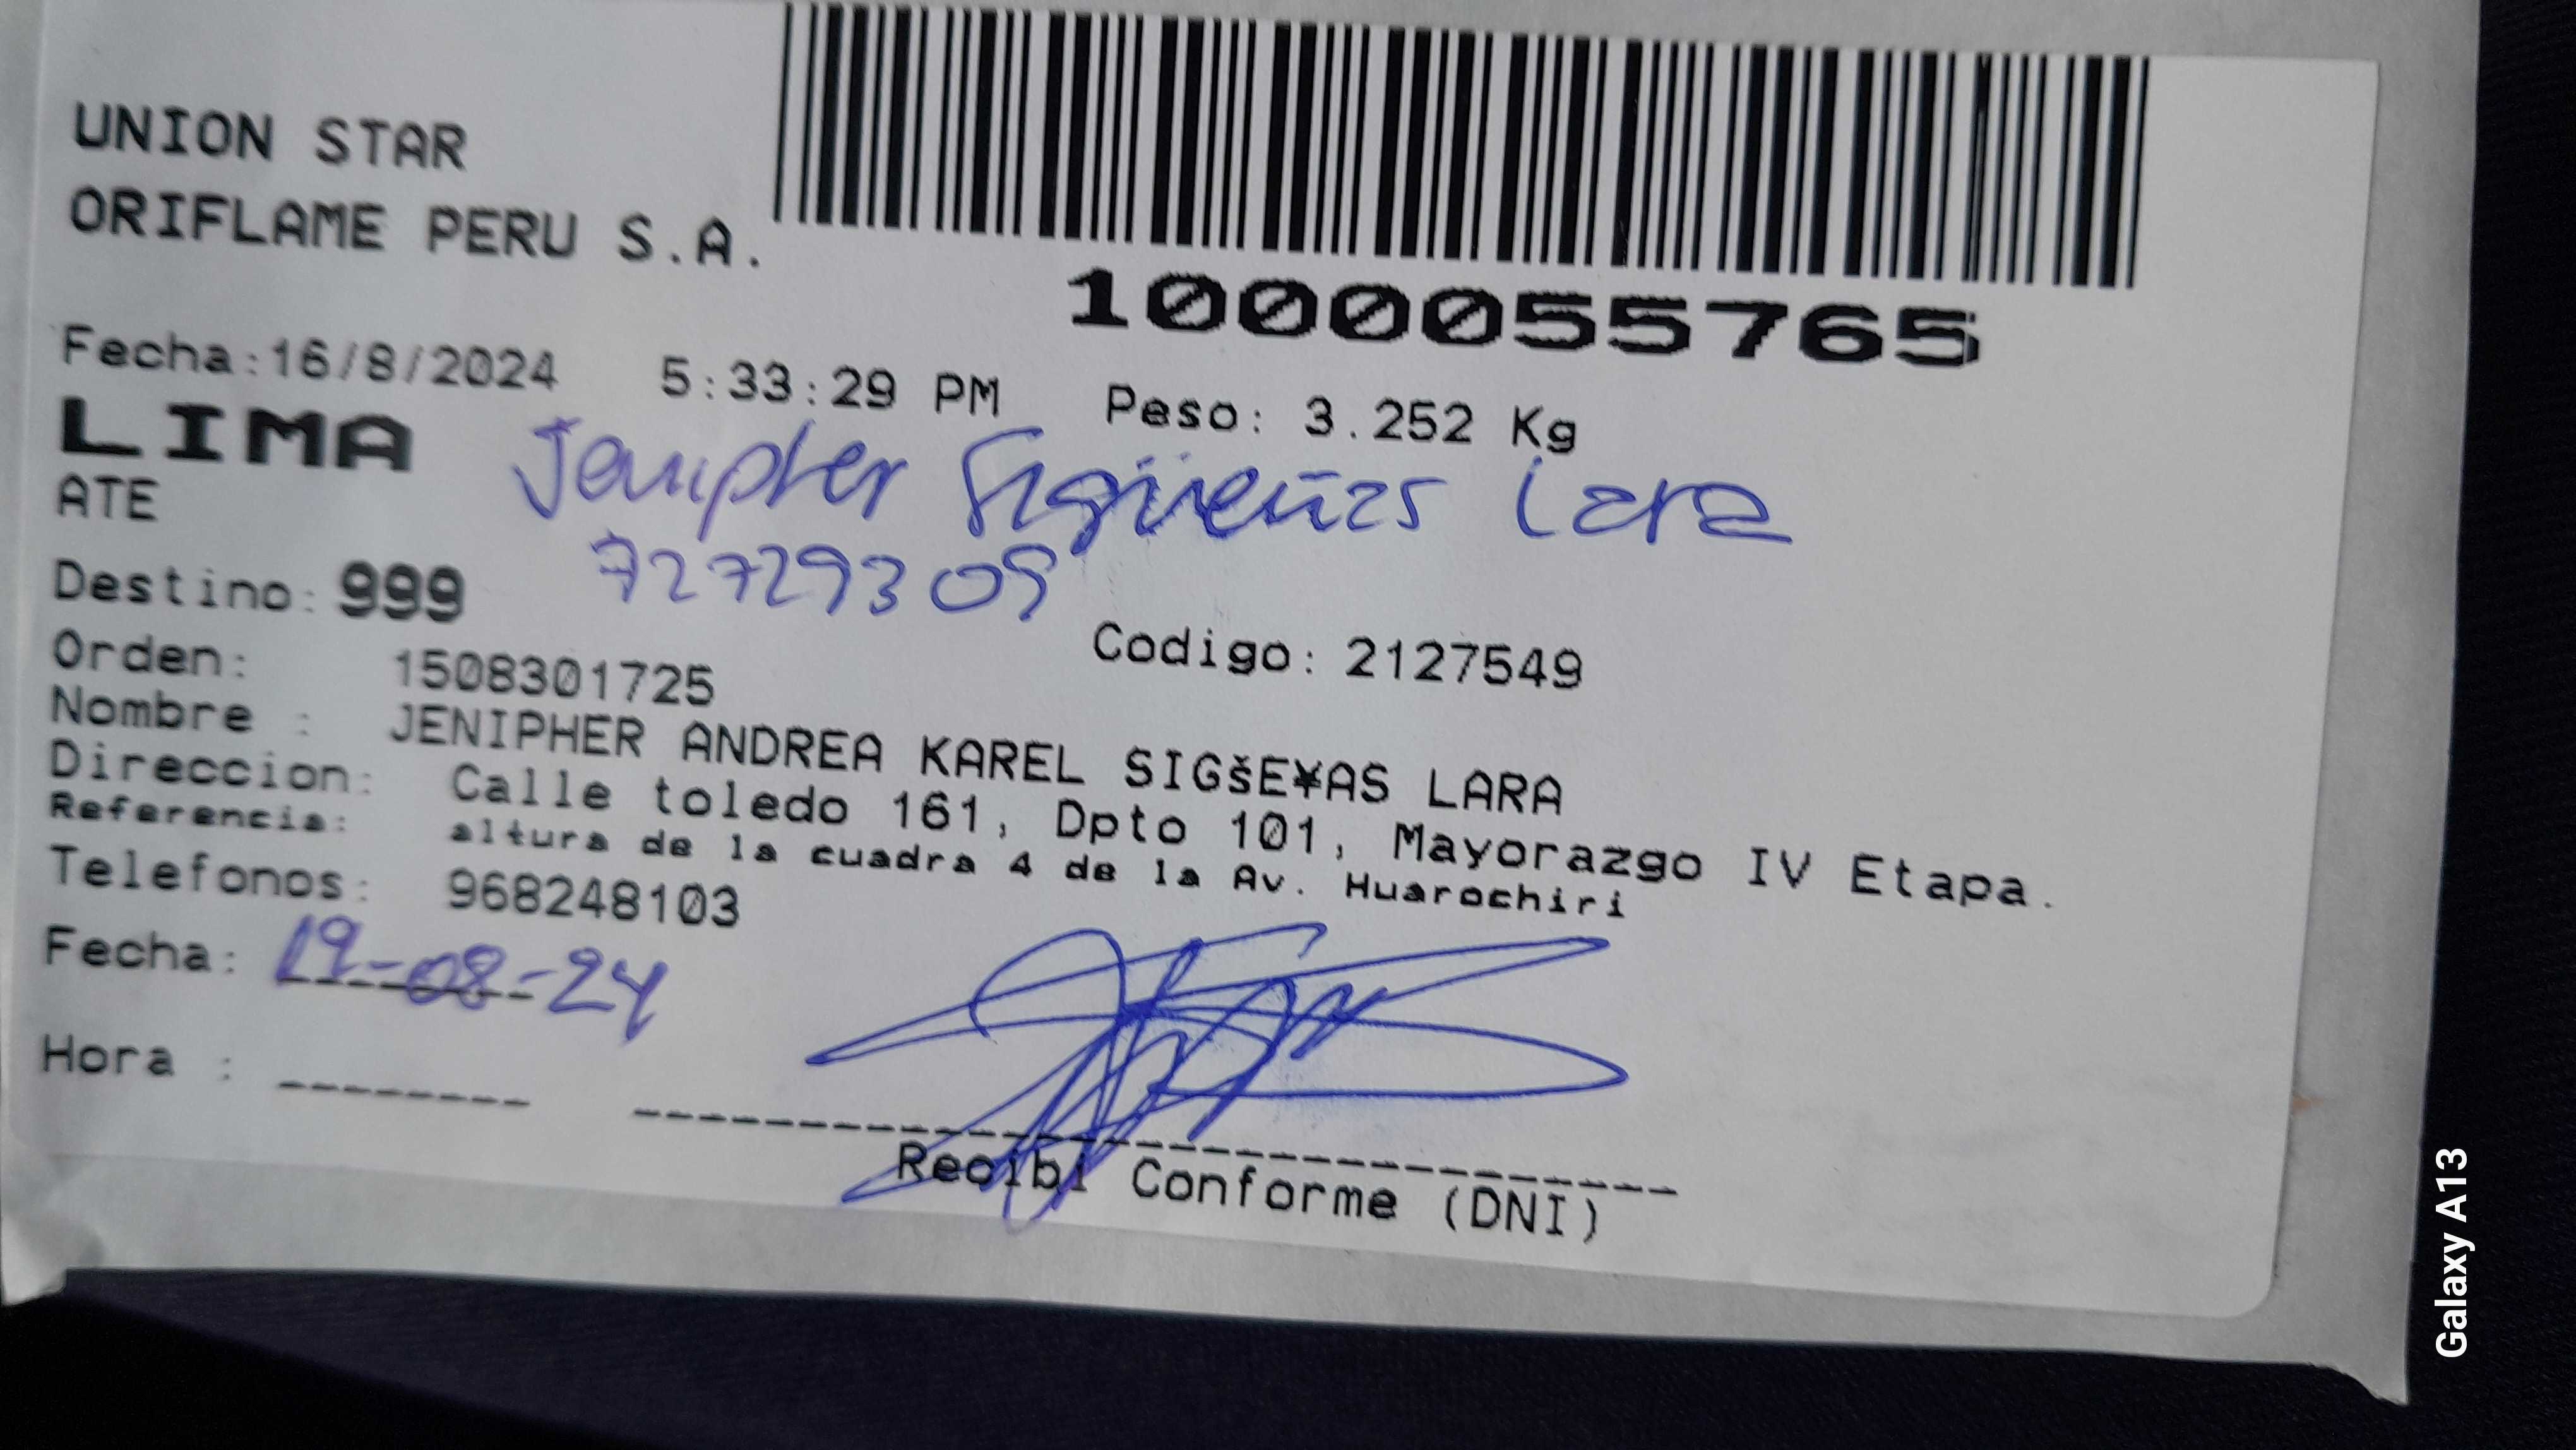 UNION STAR
ORIFLAME PERU S.A.
1000055765
Fecha:16/8/2024 5:33:29 PM Peso: 3.252 Kg
LIMA
Jenipher Sigüeñas Lara
ATE
72729309
Destino: 999
Orden: 1508301725 Codigo: 2127549
Nombre : JENIPHER ANDREA KAREL SIGšE¥AS LARA
Direccion: Calle toledo 161, Dpto 101, Mayorazgo IV Etapa.
Referencia: altura de la cuadra 4 de la Av. Huarochiri
Telefonos: 968248103
Fecha: 19-08-24
Hora :
Recibi Conforme (DNI)
Galaxy A13